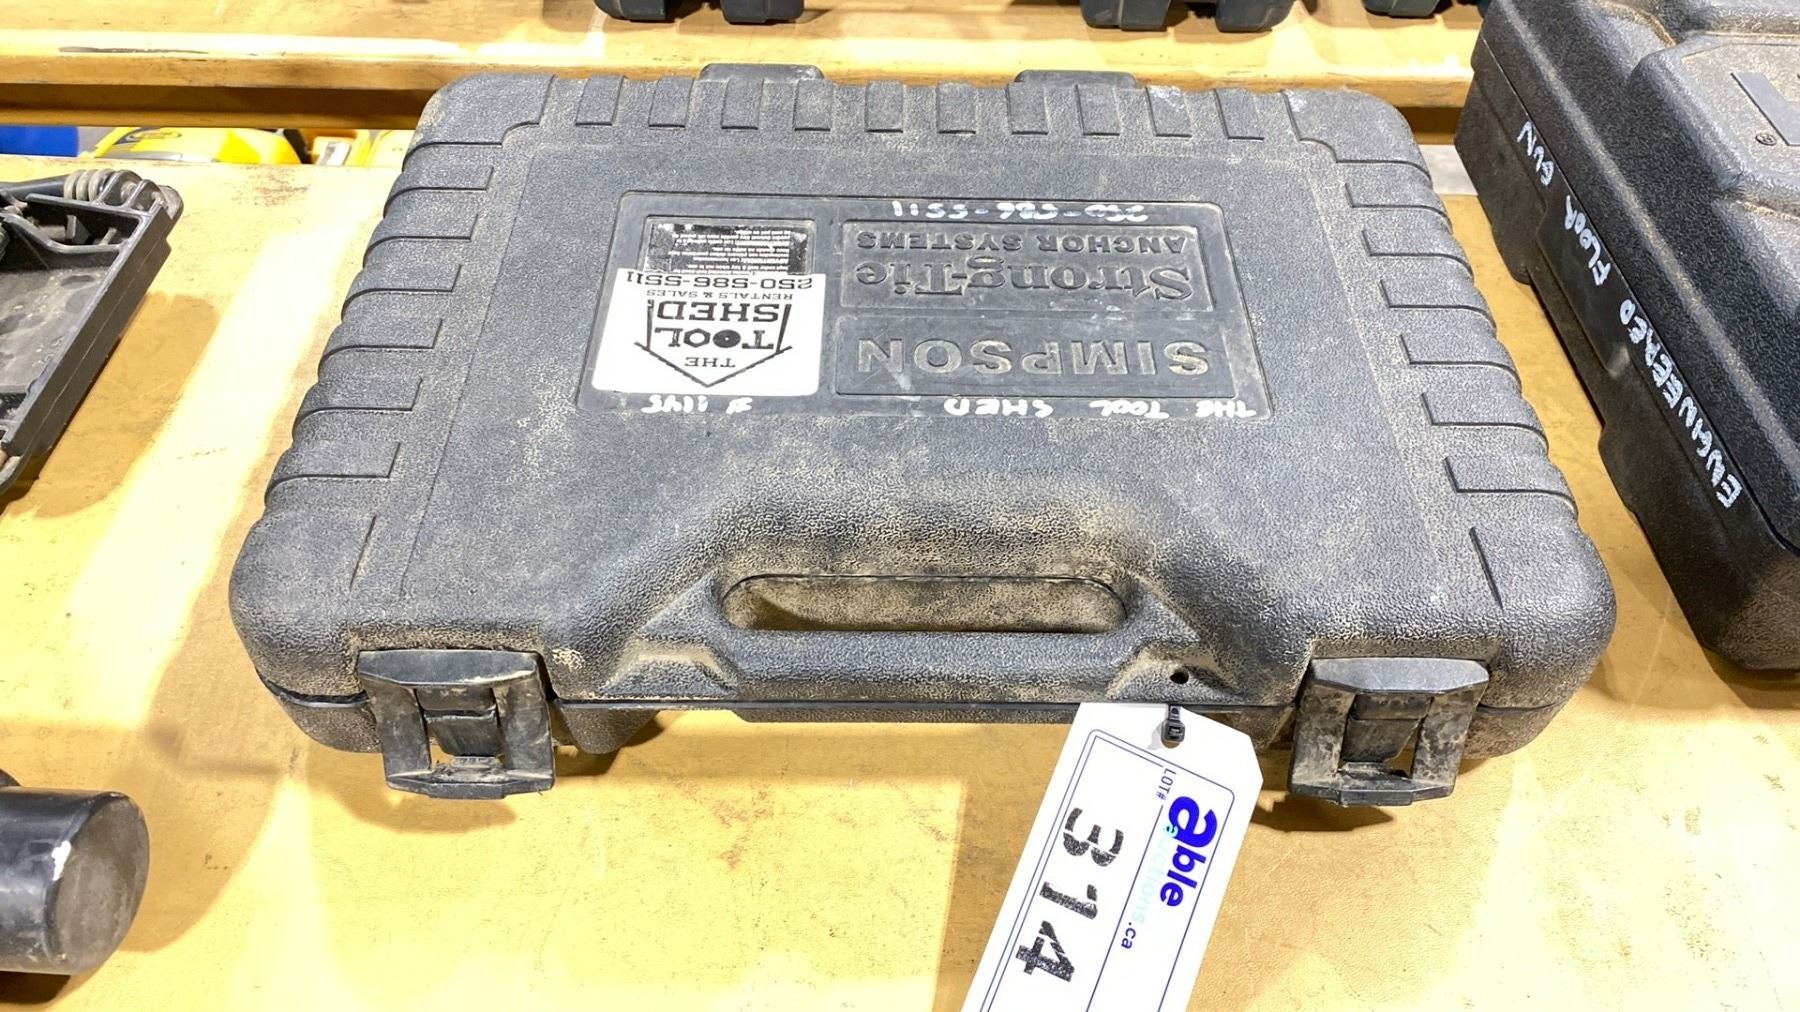 THE TOOL SHED
SIMPSON
Strong-Tie
ANCHOR SYSTEMS
250-586-5511
THE
TOOL
SHED
RENTALS & SALES
250-586-5511
LOT#
314
able
auctions.ca
ENGINEERED FLOOR GUN